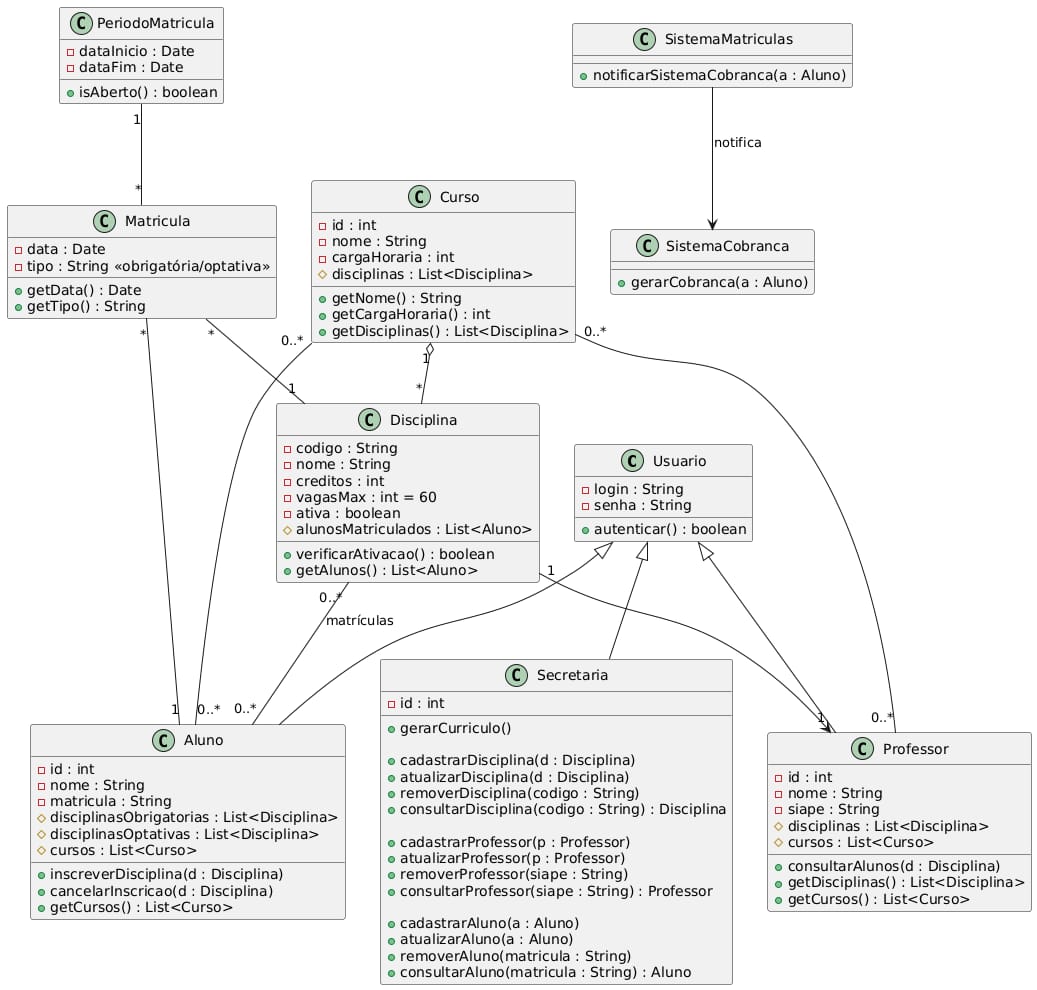 PeriodoMatricula
dataInicio : Date
dataFim : Date
isAberto() : boolean
1
*
SistemaMatriculas
notificarSistemaCobranca(a : Aluno)
notifica
SistemaCobranca
gerarCobranca(a : Aluno)
Matricula
data : Date
tipo : String «obrigatória/optativa»
getData() : Date
getTipo() : String
*
*
1
1
Curso
id : int
nome : String
cargaHoraria : int
disciplinas : List<Disciplina>
getNome() : String
getCargaHoraria() : int
getDisciplinas() : List<Disciplina>
0..*
1
0..*
*
Disciplina
codigo : String
nome : String
creditos : int
vagasMax : int = 60
ativa : boolean
alunosMatriculados : List<Aluno>
verificarAtivacao() : boolean
getAlunos() : List<Aluno>
0..*
matrículas
1
Usuario
login : String
senha : String
autenticar() : boolean
0..*
0..*
1
0..*
Aluno
id : int
nome : String
matricula : String
disciplinasObrigatorias : List<Disciplina>
disciplinasOptativas : List<Disciplina>
cursos : List<Curso>
inscreverDisciplina(d : Disciplina)
cancelarInscricao(d : Disciplina)
getCursos() : List<Curso>
Secretaria
id : int
gerarCurriculo()
cadastrarDisciplina(d : Disciplina)
atualizarDisciplina(d : Disciplina)
removerDisciplina(codigo : String)
consultarDisciplina(codigo : String) : Disciplina
cadastrarProfessor(p : Professor)
atualizarProfessor(p : Professor)
removerProfessor(siape : String)
consultarProfessor(siape : String) : Professor
cadastrarAluno(a : Aluno)
atualizarAluno(a : Aluno)
removerAluno(matricula : String)
consultarAluno(matricula : String) : Aluno
Professor
id : int
nome : String
siape : String
disciplinas : List<Disciplina>
cursos : List<Curso>
consultarAlunos(d : Disciplina)
getDisciplinas() : List<Disciplina>
getCursos() : List<Curso>